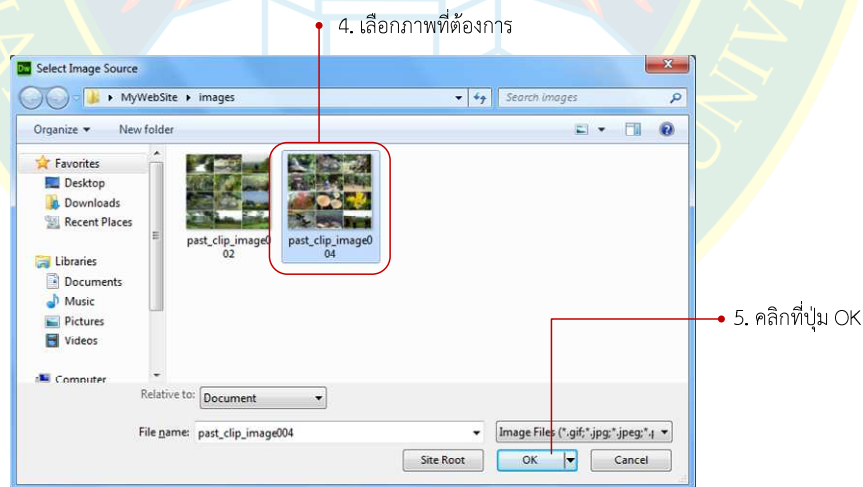 4. เลือกภาพที่ต้องการ
Dw Select Image Source
MyWebSite images
Search images
Organize New folder
Favorites
Desktop
Downloads
Recent Places
Libraries
Documents
Music
Pictures
Videos
Computer
past_clip_image0
02
past_clip_image0
04
5. คลิกที่ปุ่ม OK
Relative to: Document
File name: past_clip_image004
Image Files (*.gif;*.jpg;*.jpeg;*.
Site Root OK Cancel